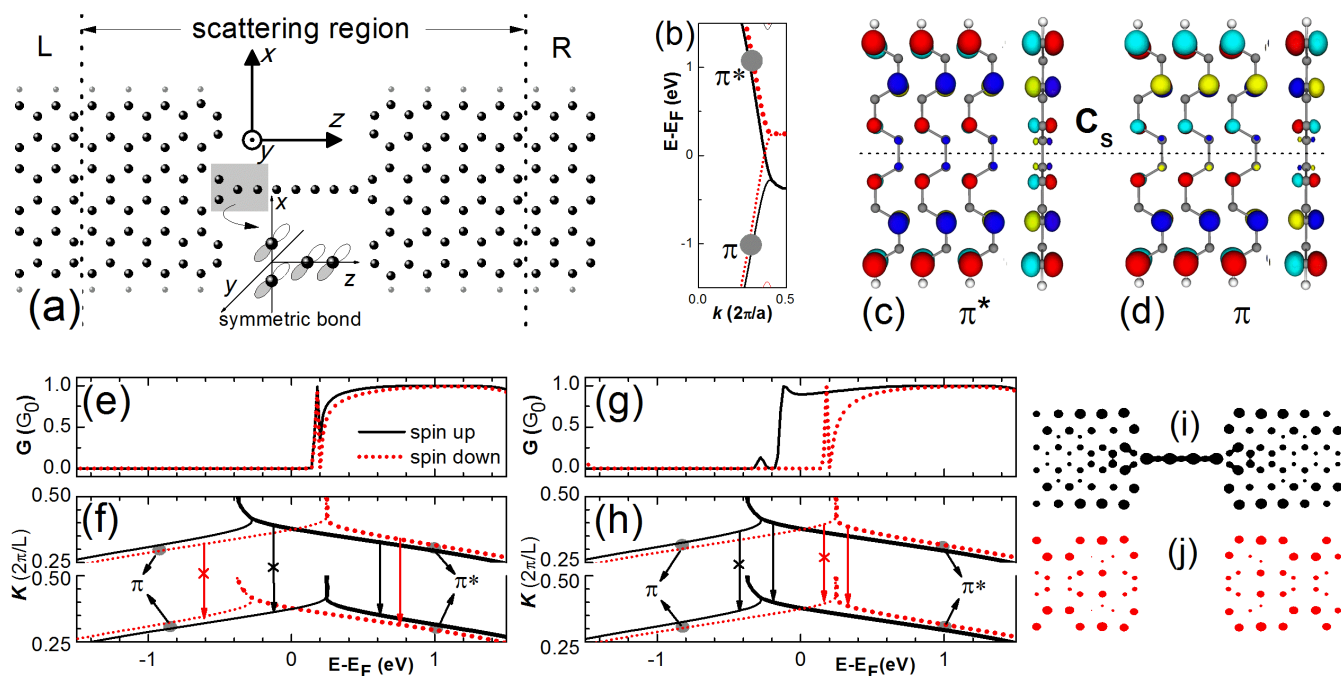 L
scattering region
R
x
z
y
x
y
z
symmetric bond
(a)
(b)
E-E_F (eV)
1
0
-1
π*
π
0.0
0.5
k (2π/a)
C_S
(c)
π*
(d)
π
(e)
G (G₀)
1.0
0.5
0.0
spin up
spin down
(f)
K (2π/L)
0.50
0.25
0.50
0.25
π
π*
-1
0
1
E-E_F (eV)
(g)
G (G₀)
1.0
0.5
0.0
(h)
K (2π/L)
0.50
0.25
0.50
0.25
π
π*
-1
0
1
E-E_F(eV)
(i)
(j)